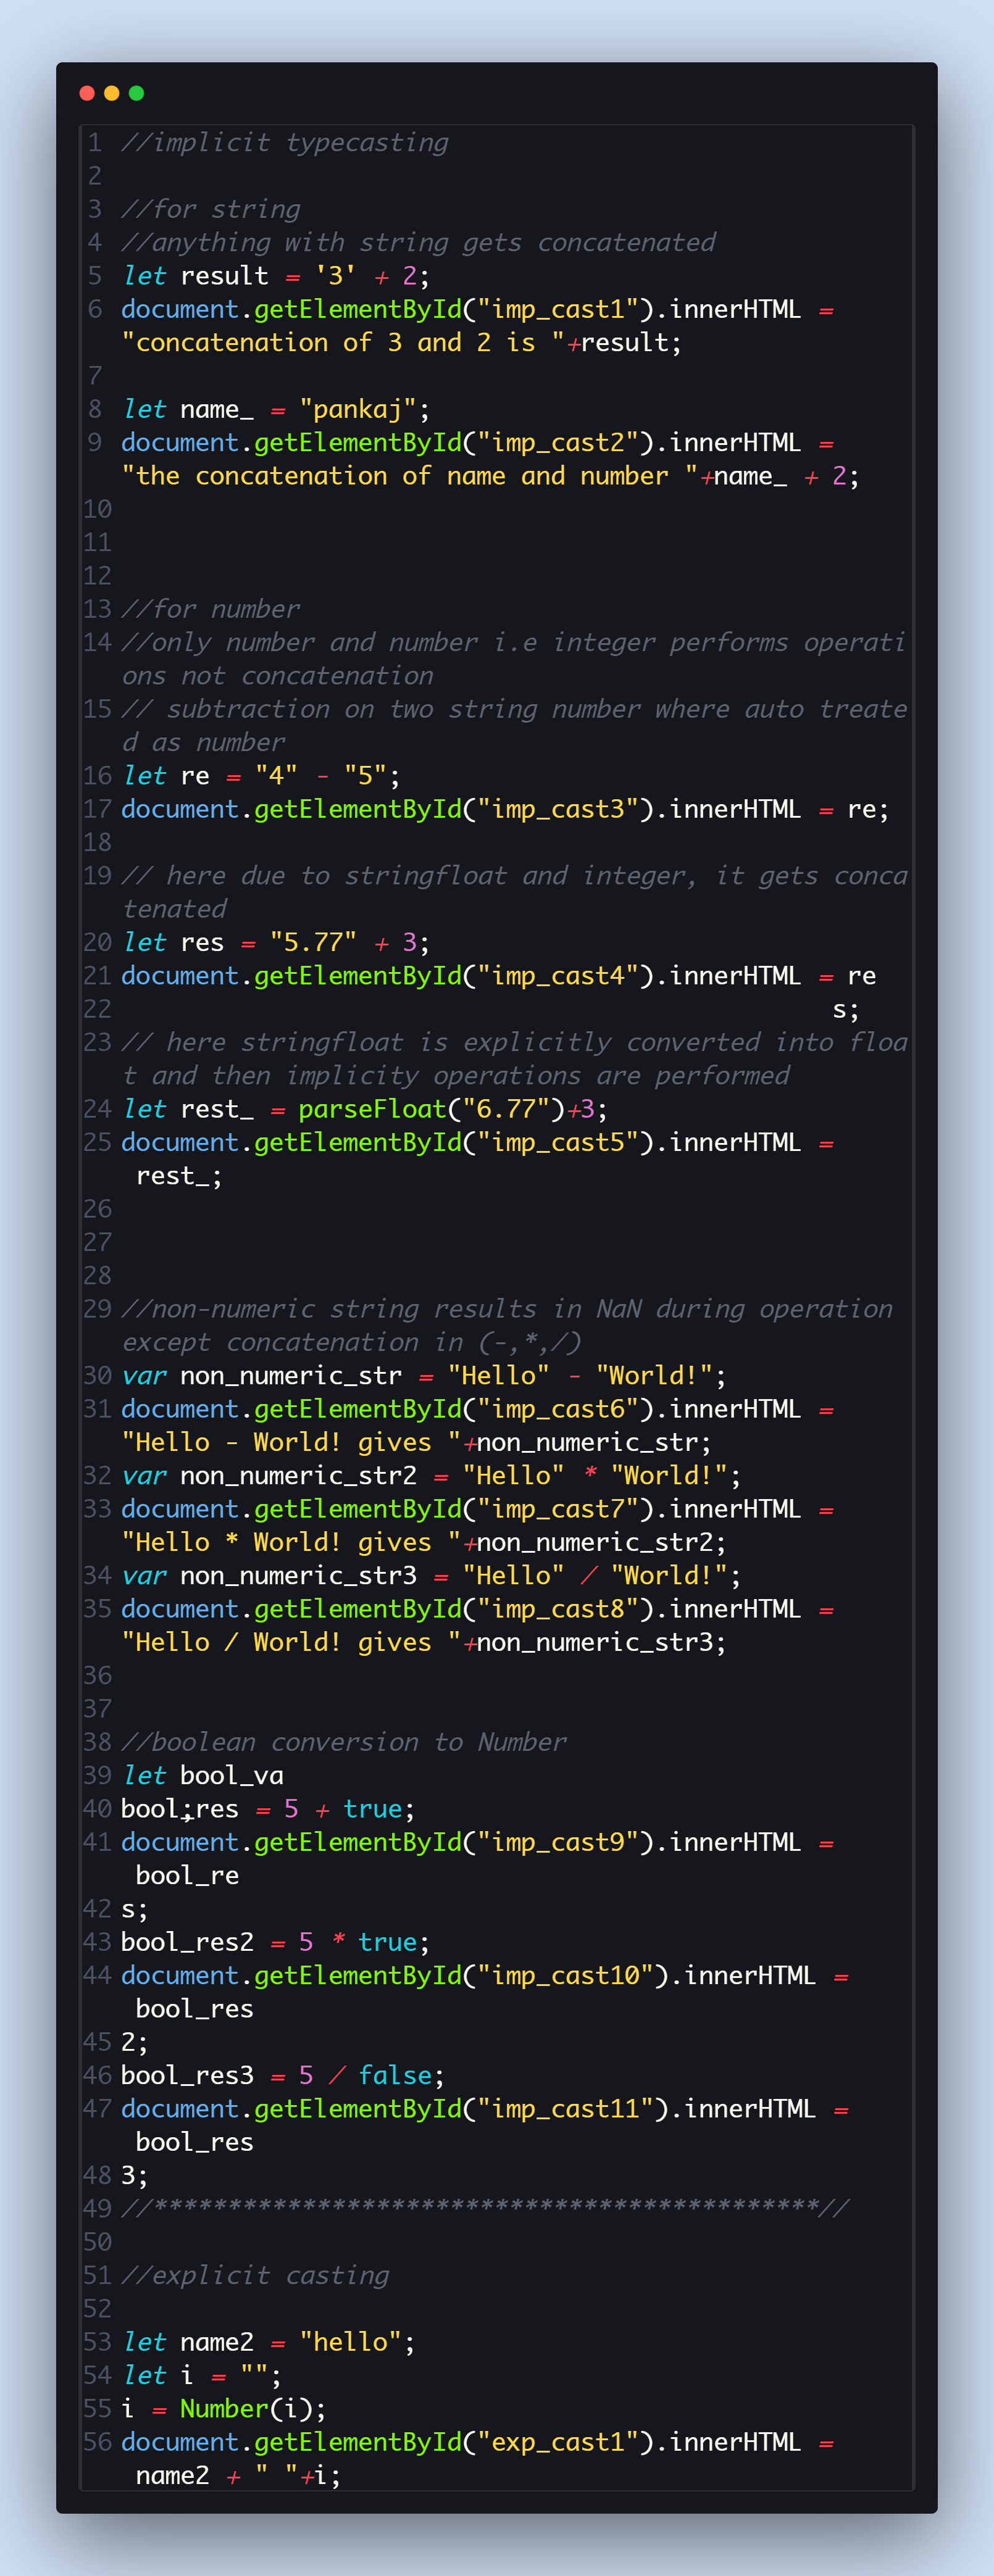 1 //implicit typecasting
2
3 //for string
4 //anything with string gets concatenated
5 let result = '3' + 2;
6 document.getElementById("imp_cast1").innerHTML =
"concatenation of 3 and 2 is "+result;
7
8 let name_ = "pankaj";
9 document.getElementById("imp_cast2").innerHTML =
"the concatenation of name and number "+name_ + 2;
10
11
12
13 //for number
14 //only number and number i.e integer performs operati
ons not concatenation
15 // subtraction on two string number where auto treate
d as number
16 let re = "4" - "5";
17 document.getElementById("imp_cast3").innerHTML = re;
18
19 // here due to stringfloat and integer, it gets conca
tenated
20 let res = "5.77" + 3;
21 document.getElementById("imp_cast4").innerHTML = re
22 s;
23 // here stringfloat is explicitly converted into floa
t and then implicity operations are performed
24 let rest_ = parseFloat("6.77")+3;
25 document.getElementById("imp_cast5").innerHTML =
rest_;
26
27
28
29 //non-numeric string results in NaN during operation
except concatenation in (-,*,/)
30 var non_numeric_str = "Hello" - "World!";
31 document.getElementById("imp_cast6").innerHTML =
"Hello - World! gives "+non_numeric_str;
32 var non_numeric_str2 = "Hello" * "World!";
33 document.getElementById("imp_cast7").innerHTML =
"Hello * World! gives "+non_numeric_str2;
34 var non_numeric_str3 = "Hello" / "World!";
35 document.getElementById("imp_cast8").innerHTML =
"Hello / World! gives "+non_numeric_str3;
36
37
38 //boolean conversion to Number
39 let bool_va
40 bool;res = 5 + true;
41 document.getElementById("imp_cast9").innerHTML =
bool_re
42 s;
43 bool_res2 = 5 * true;
44 document.getElementById("imp_cast10").innerHTML =
bool_res
45 2;
46 bool_res3 = 5 / false;
47 document.getElementById("imp_cast11").innerHTML =
bool_res
48 3;
49 //*********************************************//
50
51 //explicit casting
52
53 let name2 = "hello";
54 let i = "";
55 i = Number(i);
56 document.getElementById("exp_cast1").innerHTML =
name2 + " "+i;